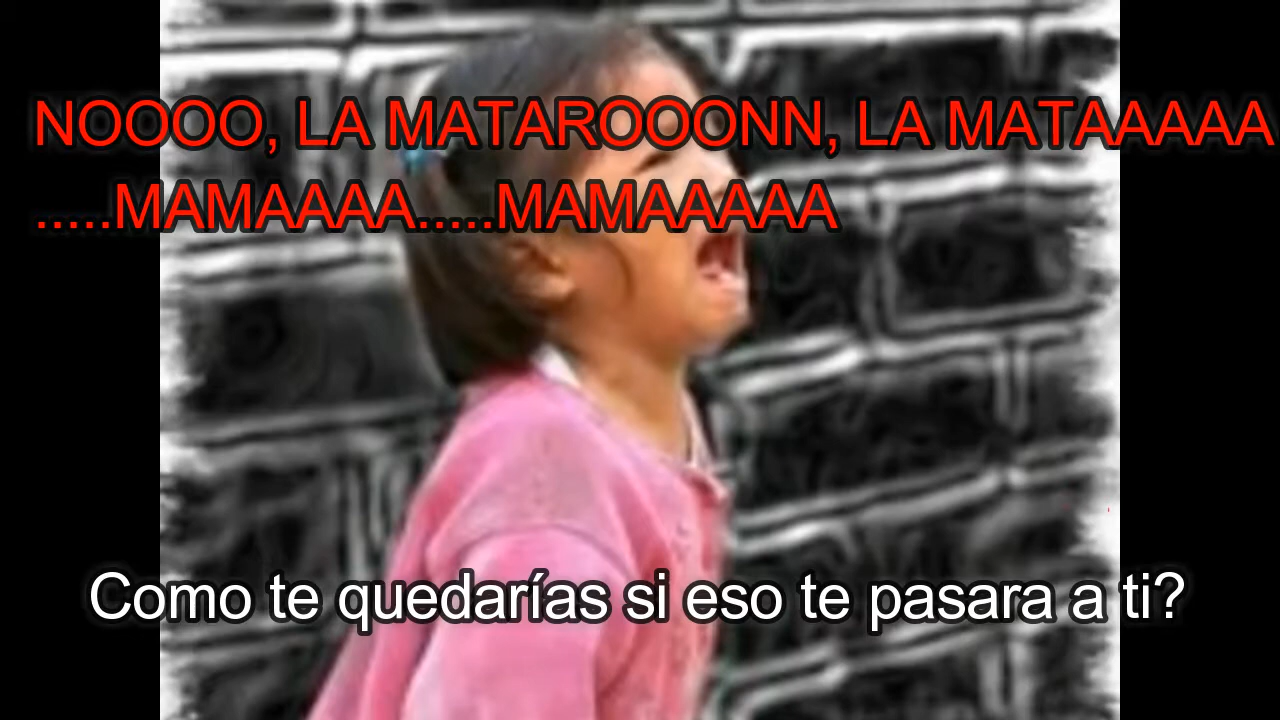 NOOOO, LA MATAROOONN, LA MATAAAAA
.....MAMAAAA.....MAMAAAAA
Como te quedarías si eso te pasara a ti?